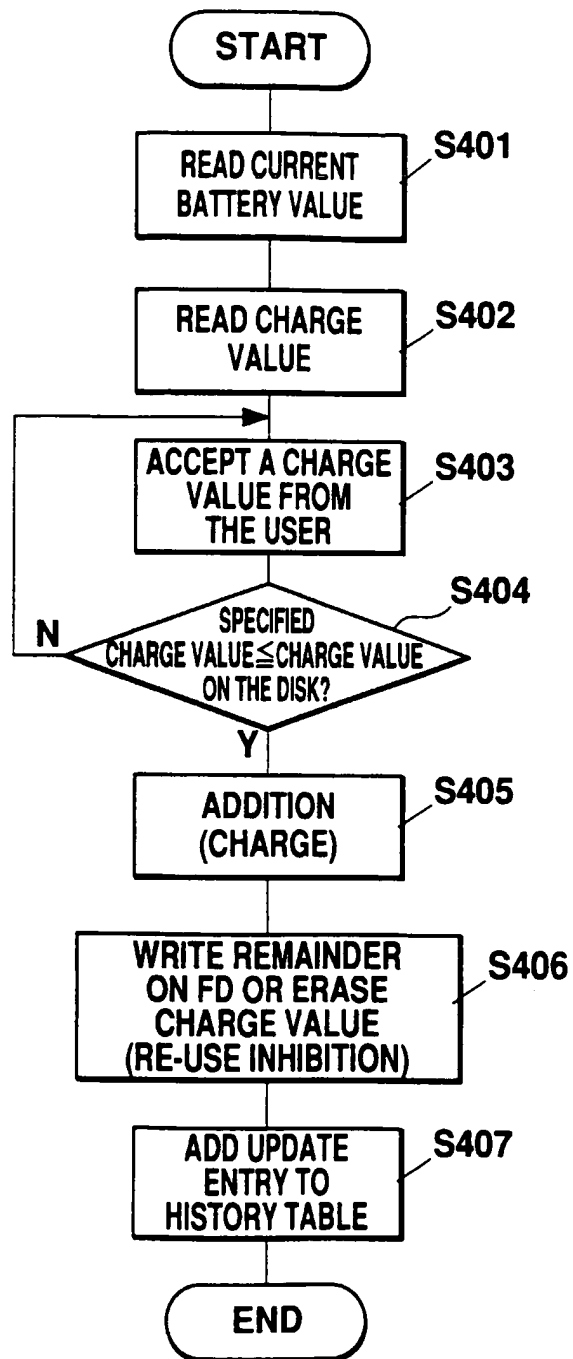 START
S401
READ CURRENT
BATTERY VALUE
S402
READ CHARGE
VALUE
S403
ACCEPT A CHARGE
VALUE FROM
THE USER
S404
SPECIFIED
CHARGE VALUE≦CHARGE VALUE
ON THE DISK?
N
Y
S405
ADDITION
(CHARGE)
S406
WRITE REMAINDER
ON FD OR ERASE
CHARGE VALUE
(RE-USE INHIBITION)
S407
ADD UPDATE
ENTRY TO
HISTORY TABLE
END